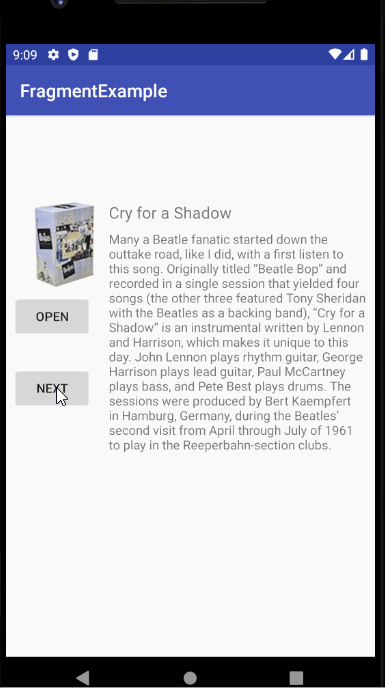 9:09
FragmentExample
Cry for a Shadow
Many a Beatle fanatic started down the
outtake road, like I did, with a first listen to
this song. Originally titled “Beatle Bop” and
recorded in a single session that yielded four
songs (the other three featured Tony Sheridan
with the Beatles as a backing band), “Cry for a
Shadow” is an instrumental written by Lennon
and Harrison, which makes it unique to this
day. John Lennon plays rhythm guitar, George
Harrison plays lead guitar, Paul McCartney
plays bass, and Pete Best plays drums. The
sessions were produced by Bert Kaempfert
in Hamburg, Germany, during the Beatles’
second visit from April through July of 1961
to play in the Reeperbahn-section clubs.
OPEN
NEXT